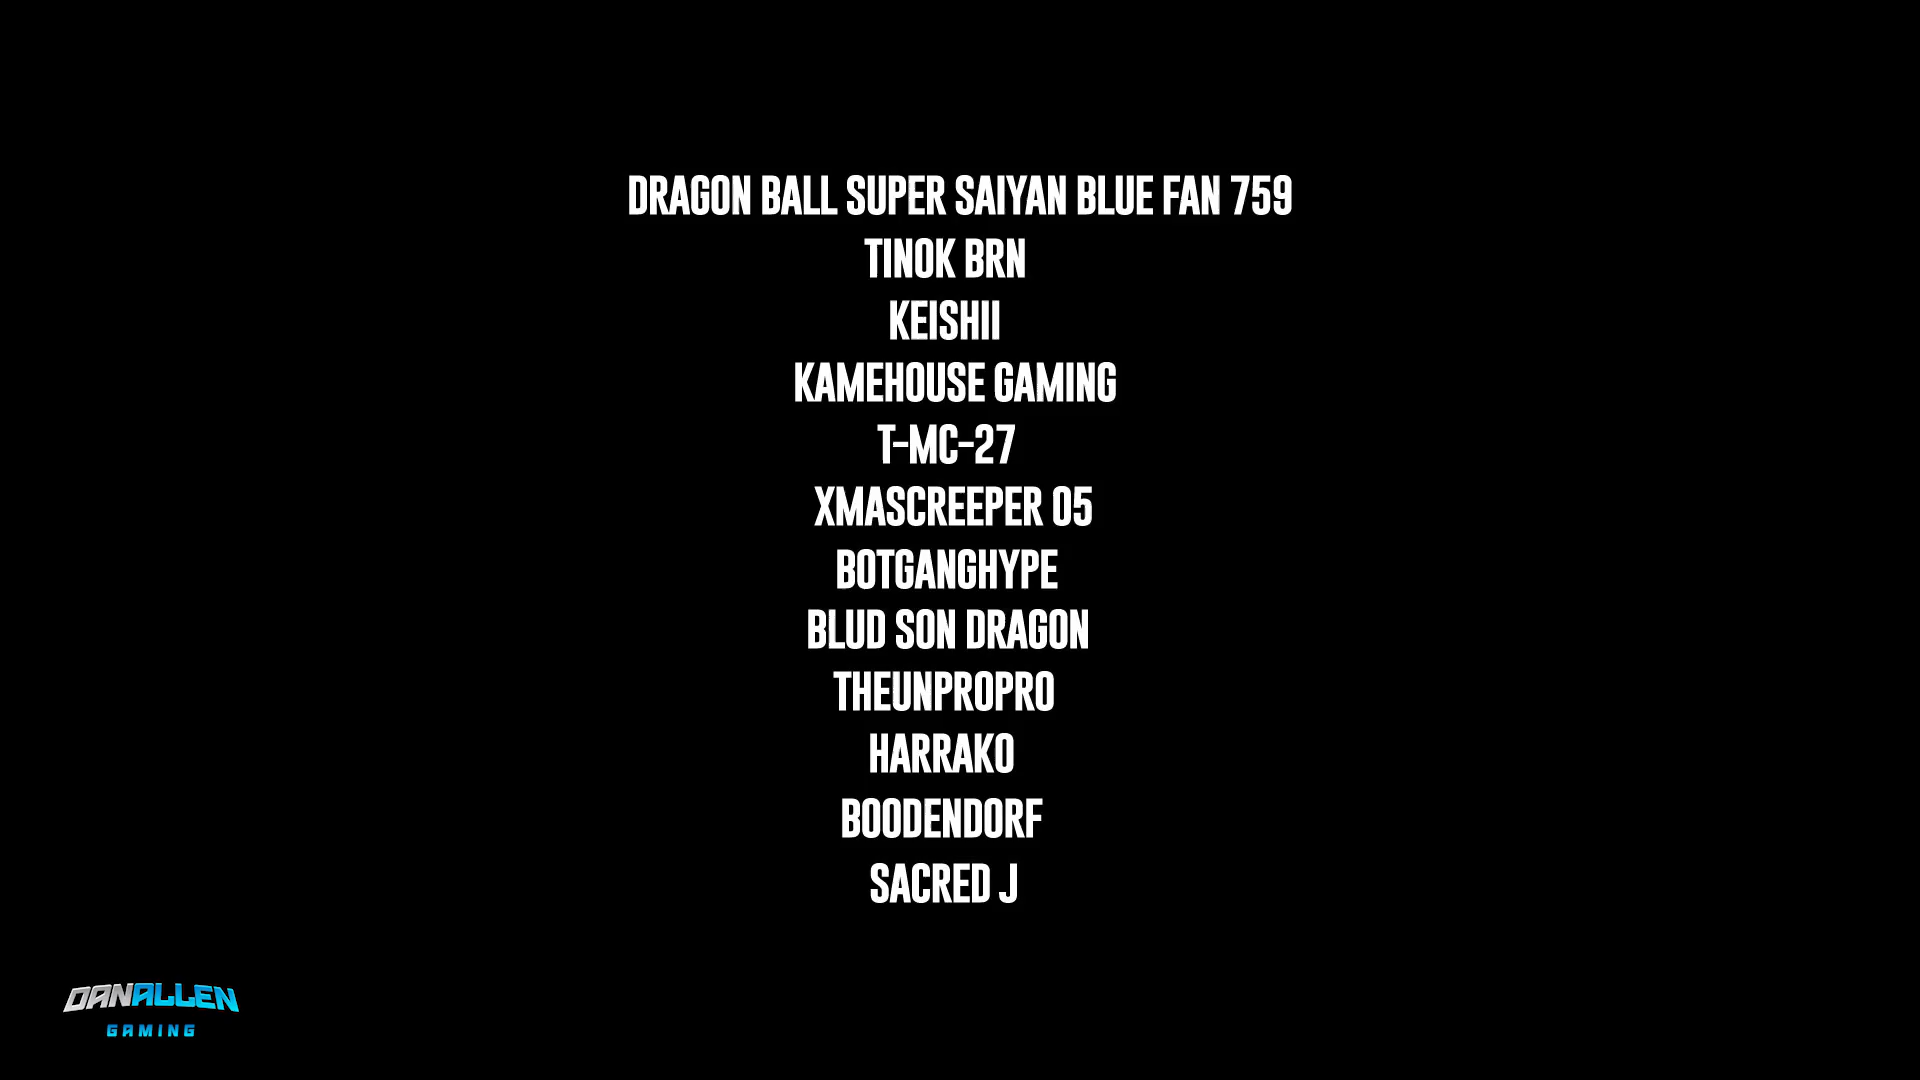 DRAGON BALL SUPER SAIYAN BLUE FAN 759
TINOK BRN
KEISHII
KAMEHOUSE GAMING
T-MC-27
XMASCREEPER 05
BOTGANGHYPE
BLUD SON DRAGON
THEUNPROPRO
HARRAKO
BOODENDORF
SACRED J
DANALLEN
GAMING